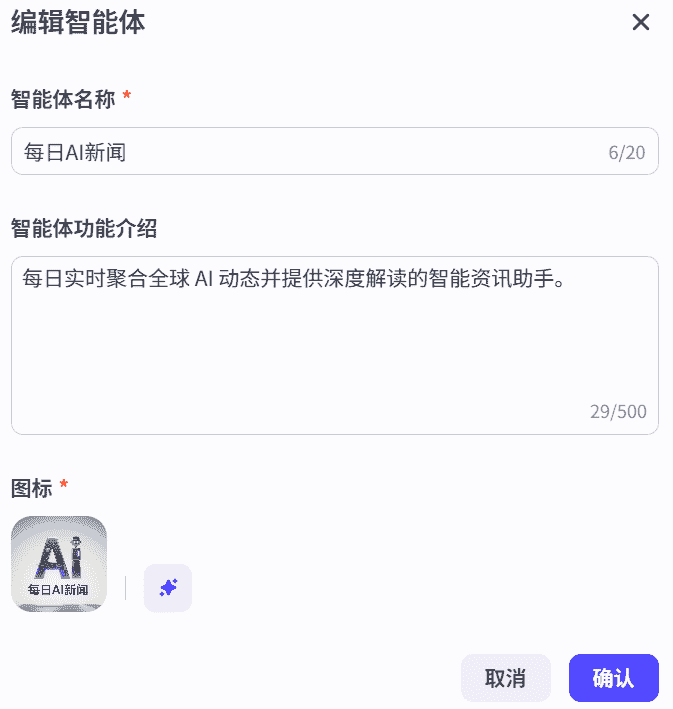 编辑智能体
智能体名称 *
每日AI新闻
6/20
智能体功能介绍
每日实时聚合全球 AI 动态并提供深度解读的智能资讯助手。
29/500
图标 *
Ai
每日AI新闻
取消
确认